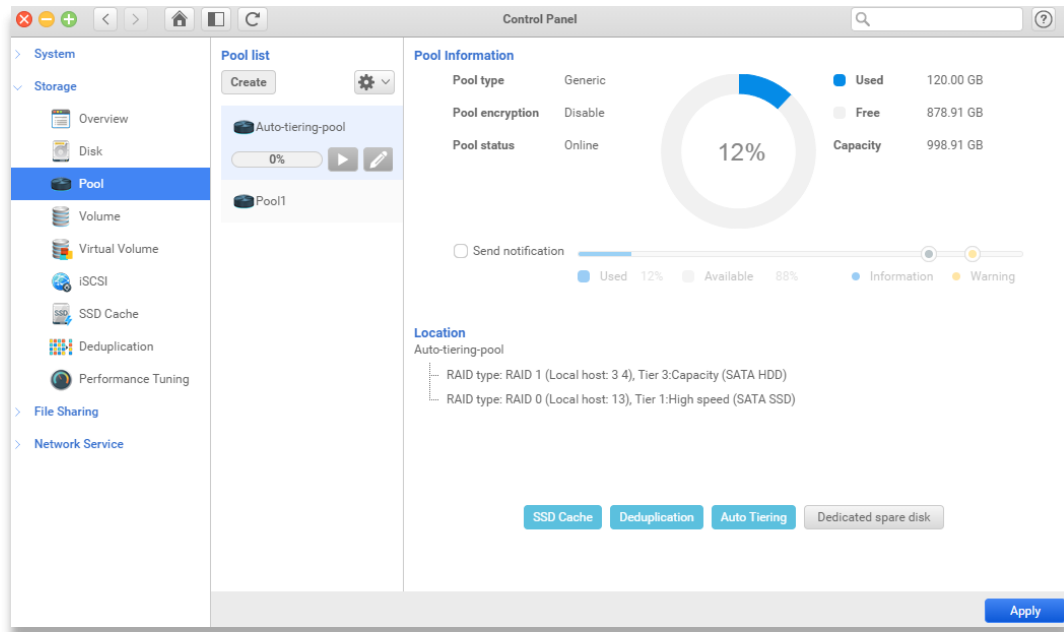 Control Panel
?
System
Storage
Overview
Disk
Pool
Volume
Virtual Volume
iSCSI
SSD Cache
Deduplication
Performance Tuning
File Sharing
Network Service
Pool list
Create
Auto-tiering-pool
0%
Pool1
Pool Information
Pool type Generic
Pool encryption Disable
Pool status Online
12%
Used 120.00 GB
Free 878.91 GB
Capacity 998.91 GB
Send notification
Used 12% Available 88% Information Warning
Location
Auto-tiering-pool
RAID type: RAID 1 (Local host: 3 4), Tier 3:Capacity (SATA HDD)
RAID type: RAID 0 (Local host: 13), Tier 1:High speed (SATA SSD)
SSD Cache Deduplication Auto Tiering Dedicated spare disk
Apply